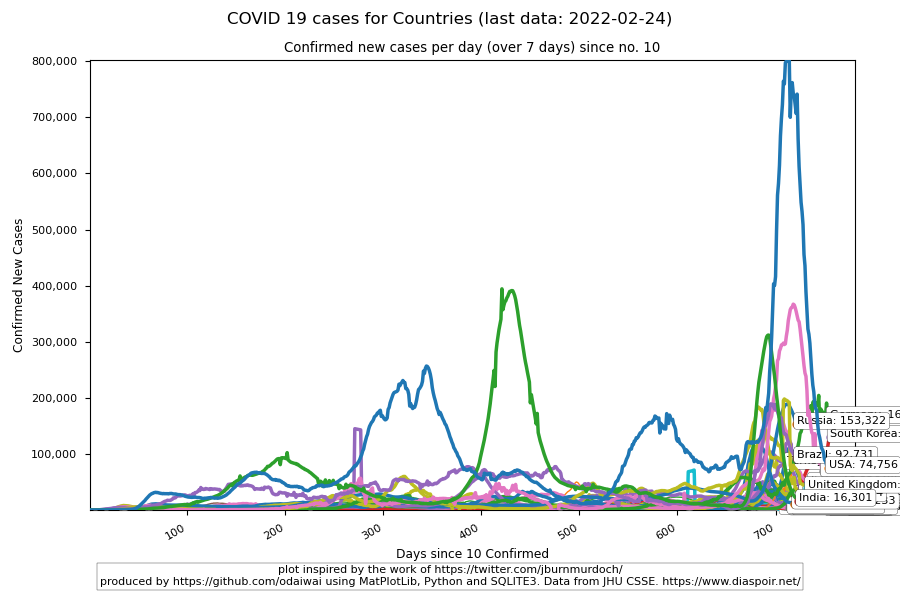 COVID 19 cases for Countries (last data: 2022-02-24)
Confirmed new cases per day (over 7 days) since no. 10
800,000
700,000
600,000
500,000
400,000
300,000
200,000
100,000
Confirmed New Cases
Russia: 153,322
South Korea:
Brazil: 92,731
USA: 74,756
United Kingdom:
India: 16,301
100
200
300
400
500
600
700
Days since 10 Confirmed
plot inspired by the work of https://twitter.com/jburnmurdoch/
produced by https://github.com/odaiwai using MatPlotLib, Python and SQLITE3. Data from JHU CSSE. https://www.diaspoir.net/